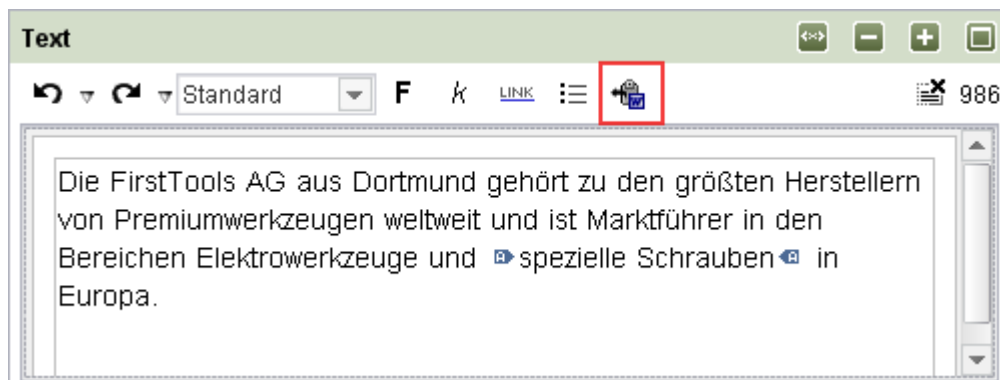 Text
Standard F k LINK 986
Die FirstTools AG aus Dortmund gehört zu den größten Herstellern
von Premiumwerkzeugen weltweit und ist Marktführer in den
Bereichen Elektrowerkzeuge und A spezielle Schrauben A in
Europa.